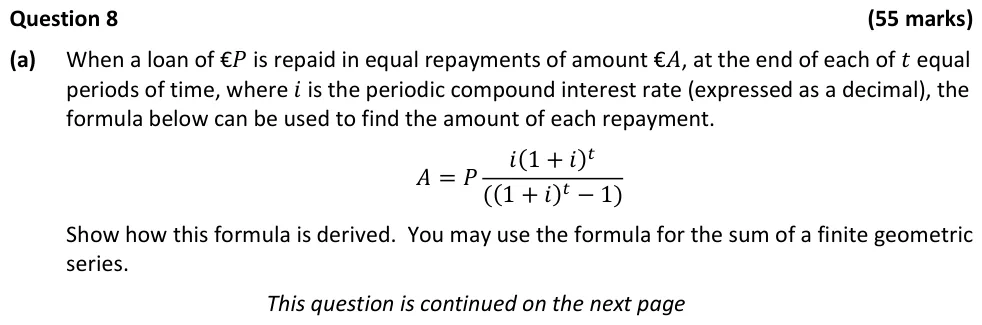 Question 8 (55 marks)
(a) When a loan of €P is repaid in equal repayments of amount €A, at the end of each of t equal
periods of time, where i is the periodic compound interest rate (expressed as a decimal), the
formula below can be used to find the amount of each repayment.
A = P i(1 + i)^t / ((1 + i)^t − 1)
Show how this formula is derived. You may use the formula for the sum of a finite geometric
series.
This question is continued on the next page